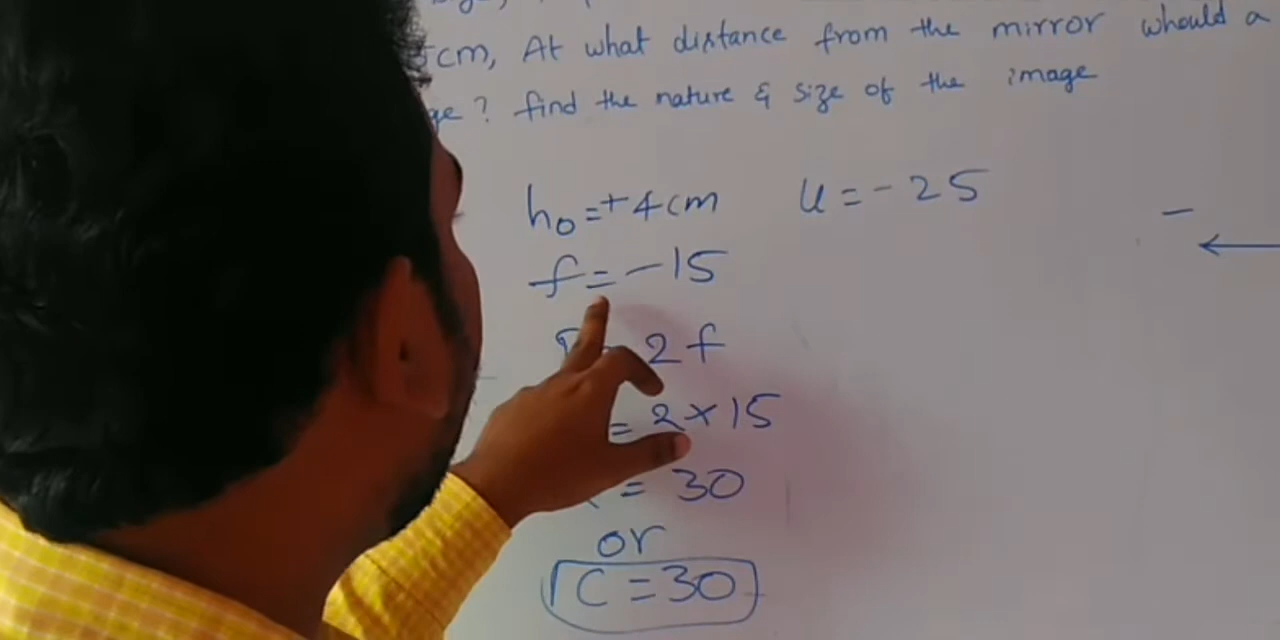 cm, At what distance from the mirror whould a
? find the nature & size of the image
h₀=+4cm u=-25
f=-15
2f
=2×15
=30
or
C=30